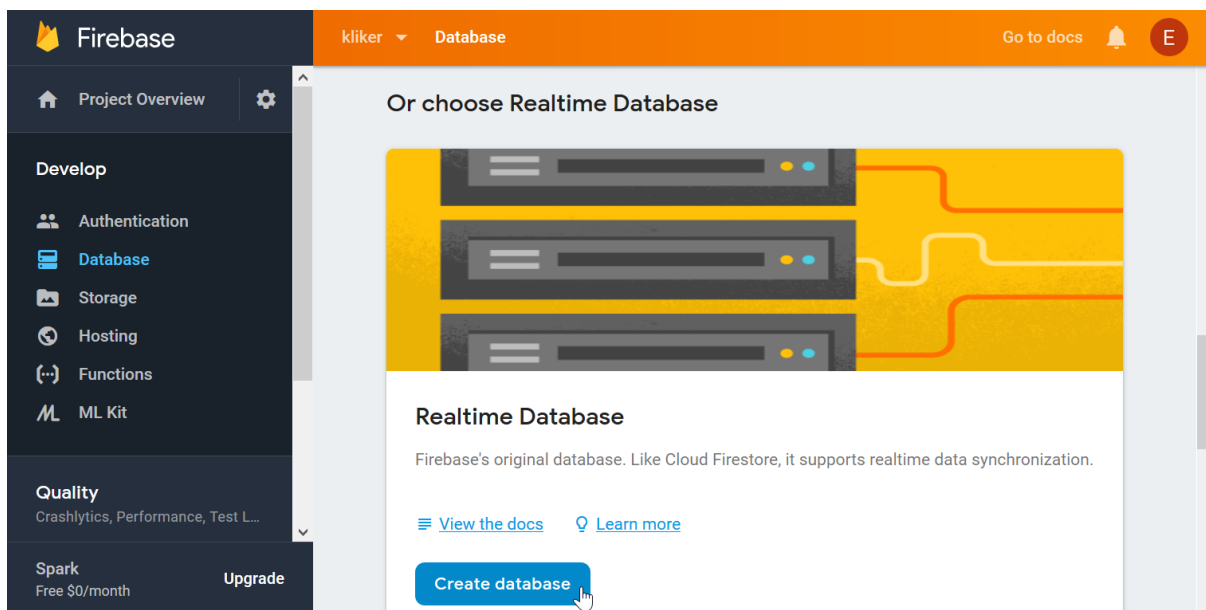 Firebase
kliker Database Go to docs E
Project Overview
Develop
Authentication
Database
Storage
Hosting
Functions
ML Kit
Quality
Crashlytics, Performance, Test L...
Spark
Free $0/month
Upgrade
Or choose Realtime Database
Realtime Database
Firebase's original database. Like Cloud Firestore, it supports realtime data synchronization.
View the docs Learn more
Create database